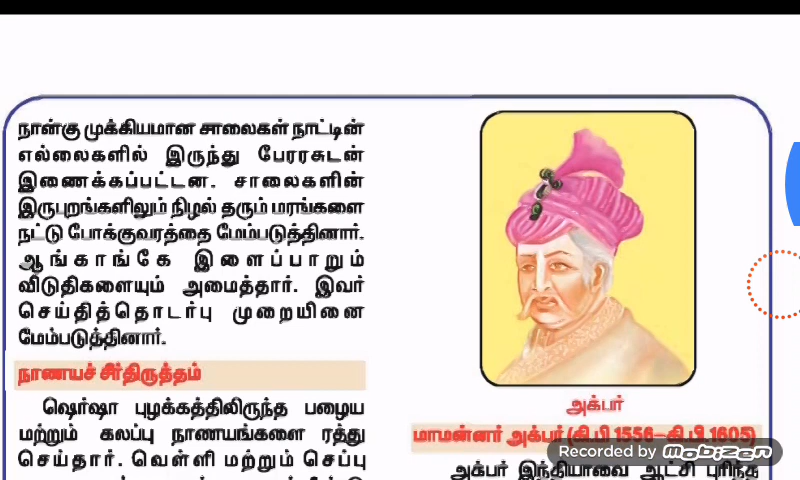 நான்கு முக்கியமான சாலைகள் நாட்டின்
எல்லைகளில் இருந்து பேரரசுடன்
இணைக்கப்பட்டன. சாலைகளின்
இருபுறங்களிலும் நிழல் தரும் மரங்களை
நட்டு போக்குவரத்தை மேம்படுத்தினார்.
ஆங்காங்கே இளைப்பாறும்
விடுதிகளையும் அமைத்தார். இவர்
செய்தித்தொடர்பு முறையினை
மேம்படுத்தினார்.
நாணயச் சீர்திருத்தம்
ஷெர்ஷா புழக்கத்திலிருந்த பழைய
மற்றும் கலப்பு நாணயங்களை ரத்து
செய்தார். வெள்ளி மற்றும் செப்பு
அக்பர்
மாமன்னர் அக்பர் (கி.பி 1556–கி.பி.1605)
அக்பர் இந்தியாவை ஆட்சி புரிந்த
Recorded by mobizen